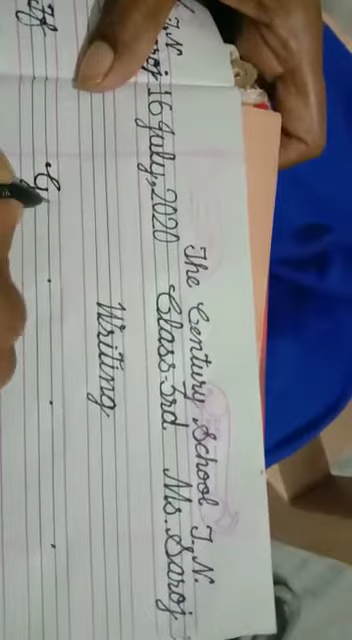 The Century School T.N.
16 July, 2020 Class-3rd Ms. Saroj
Writing
G